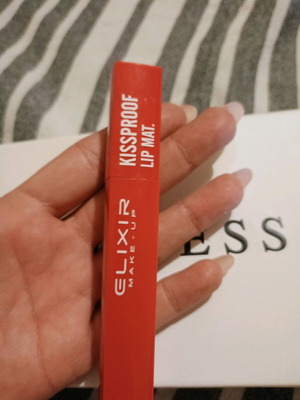 KISSPROOF
LIP MAT.
ELIXIR
MAKE-UP
ESS